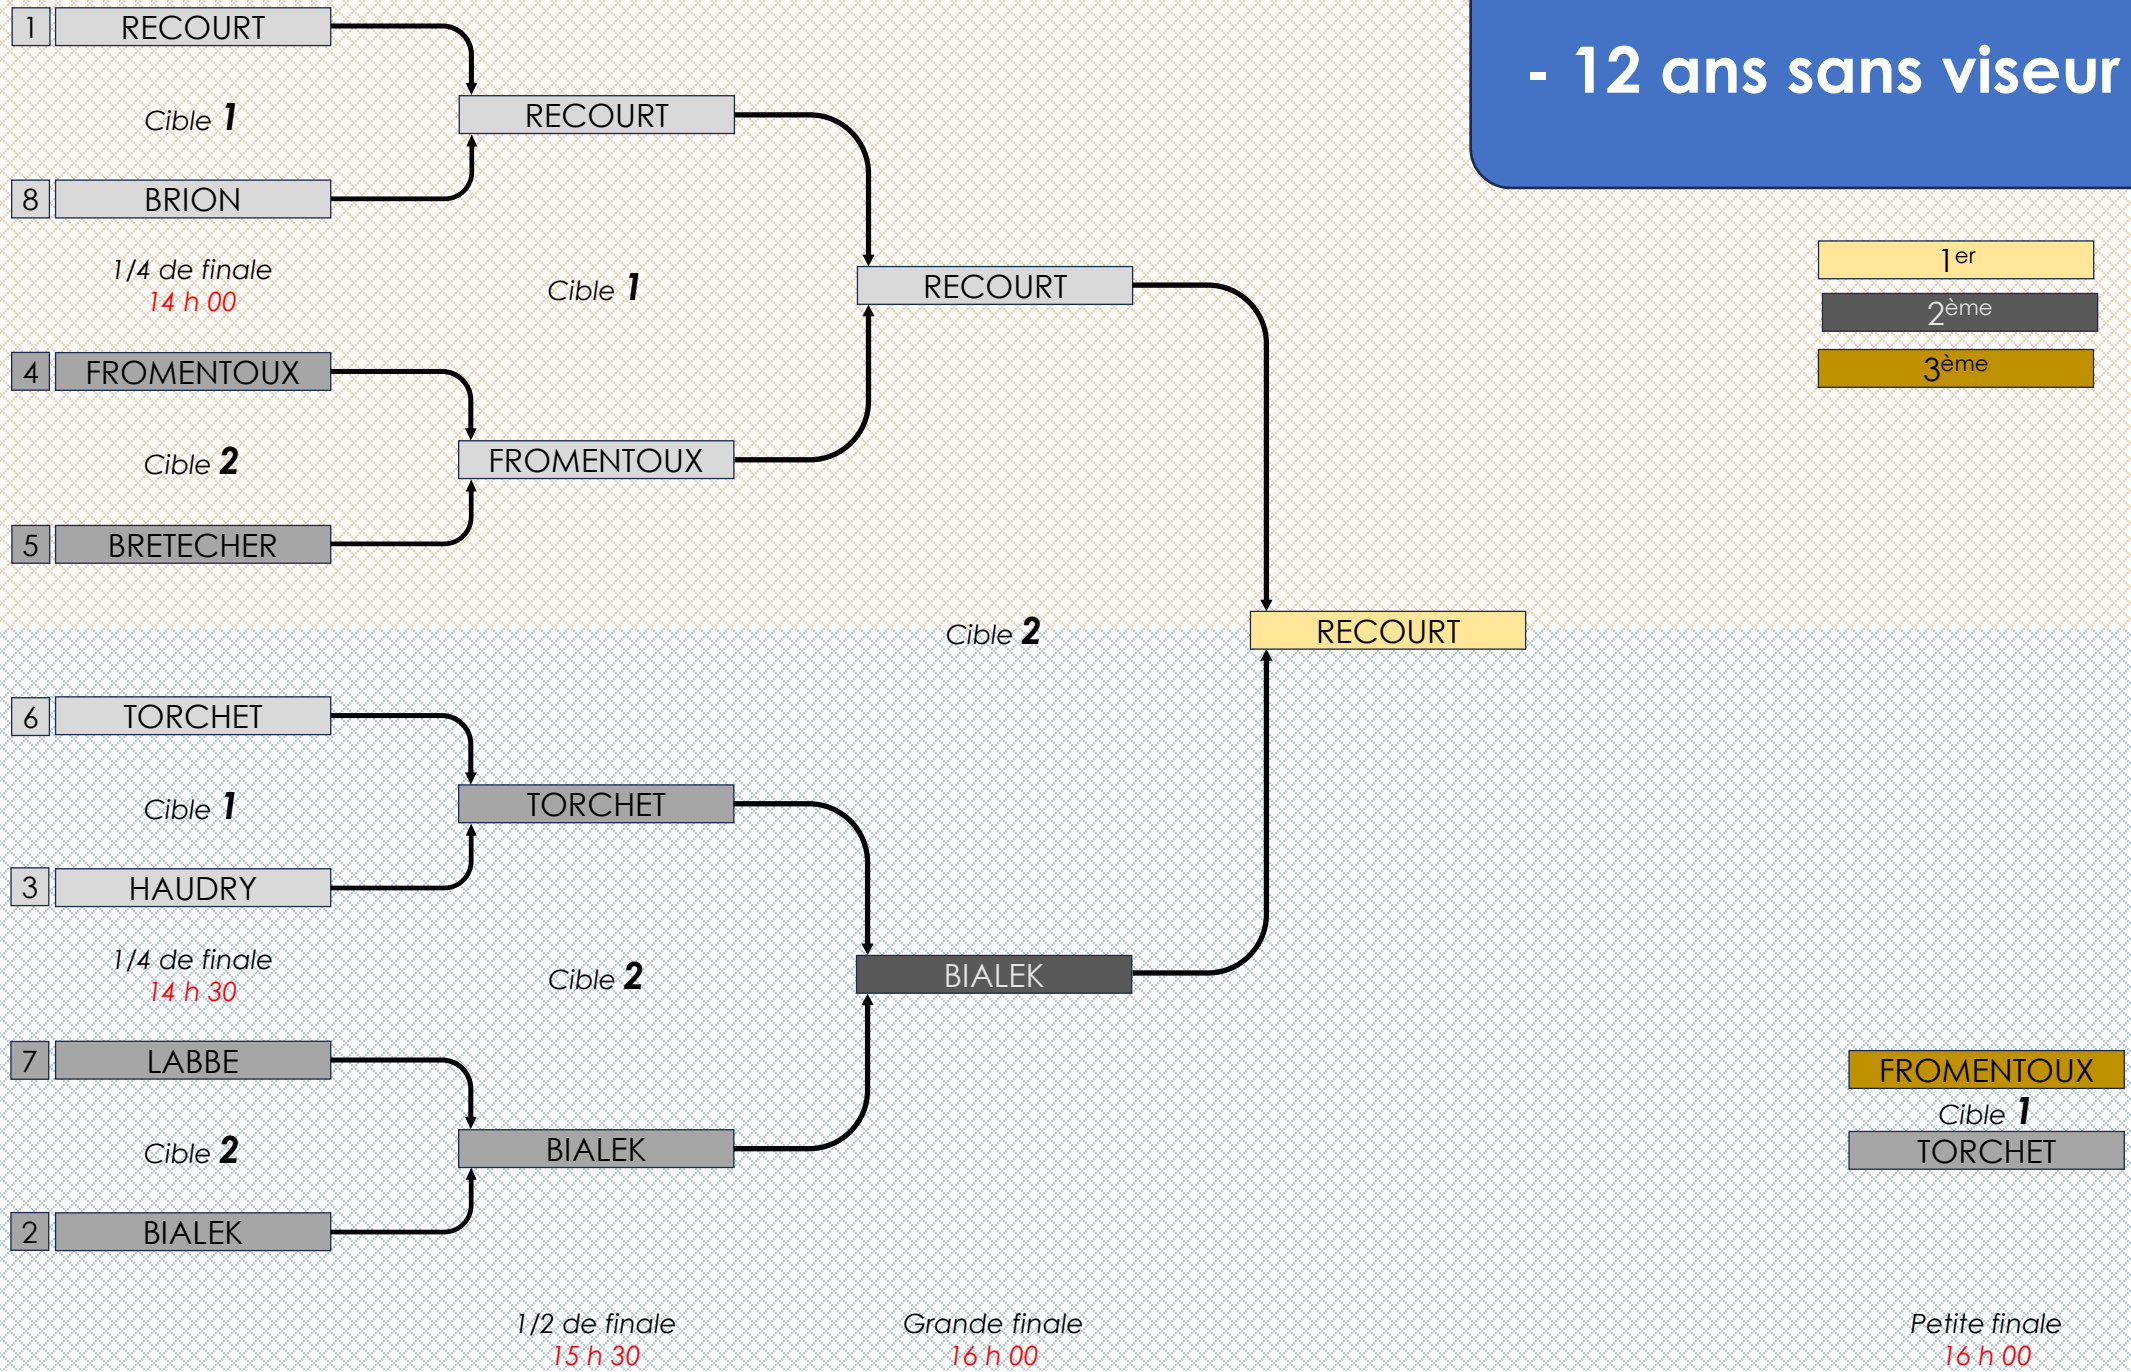 - 12 ans sans viseur
1 RECOURT
Cible 1
8 BRION
1/4 de finale
14 h 00
4 FROMENTOUX
Cible 2
5 BRETECHER
6 TORCHET
Cible 1
3 HAUDRY
1/4 de finale
14 h 30
7 LABBE
Cible 2
2 BIALEK
RECOURT
Cible 1
FROMENTOUX
TORCHET
Cible 2
BIALEK
1/2 de finale
15 h 30
RECOURT
Cible 2
BIALEK
Grande finale
16 h 00
RECOURT
1er
2ème
3ème
FROMENTOUX
Cible 1
TORCHET
Petite finale
16 h 00